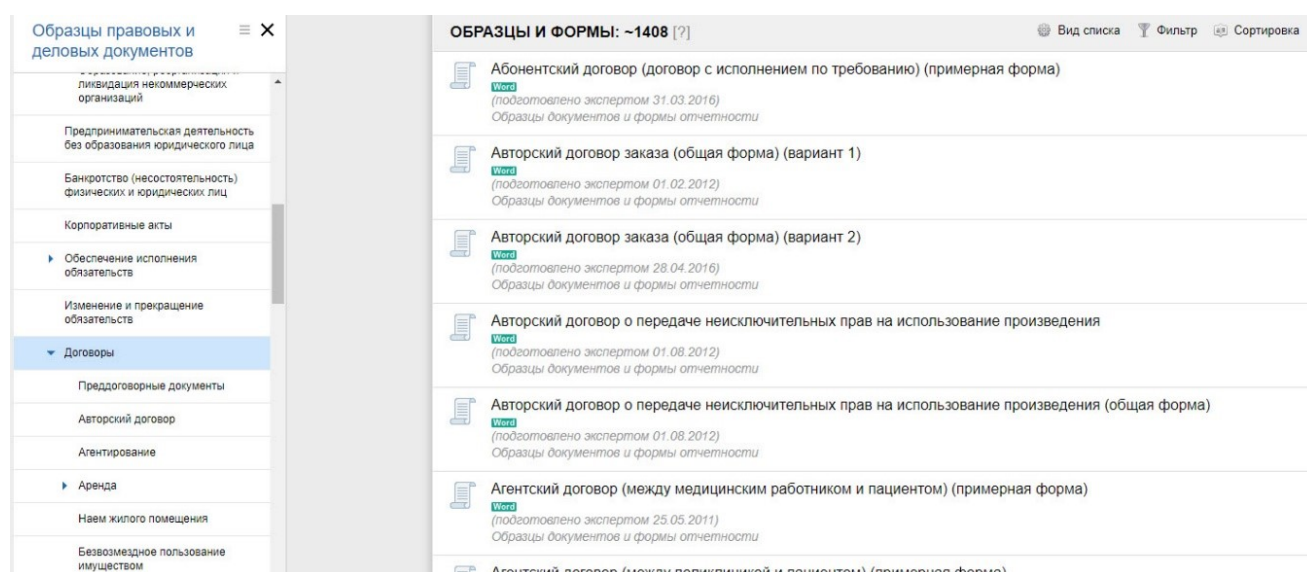 Образцы правовых и
деловых документов
ликвидация некоммерческих
организаций
Предпринимательская деятельность
без образования юридического лица
Банкротство (несостоятельность)
физических и юридических лиц
Корпоративные акты
Обеспечение исполнения
обязательств
Изменение и прекращение
обязательств
Договоры
Преддоговорные документы
Авторский договор
Агентирование
Аренда
Наем жилого помещения
Безвозмездное пользование
имуществом
ОБРАЗЦЫ И ФОРМЫ: ~1408 [?]
Вид списка Фильтр Сортировка
Абонентский договор (договор с исполнением по требованию) (примерная форма)
Word
(подготовлено экспертом 31.03.2016)
Образцы документов и формы отчетности
Авторский договор заказа (общая форма) (вариант 1)
Word
(подготовлено экспертом 01.02.2012)
Образцы документов и формы отчетности
Авторский договор заказа (общая форма) (вариант 2)
Word
(подготовлено экспертом 28.04.2016)
Образцы документов и формы отчетности
Авторский договор о передаче неисключительных прав на использование произведения
Word
(подготовлено экспертом 01.08.2012)
Образцы документов и формы отчетности
Авторский договор о передаче неисключительных прав на использование произведения (общая форма)
Word
(подготовлено экспертом 01.08.2012)
Образцы документов и формы отчетности
Агентский договор (между медицинским работником и пациентом) (примерная форма)
Word
(подготовлено экспертом 25.05.2011)
Образцы документов и формы отчетности
Агентский договор (между поликлиникой и пациентом) (примерная форма)